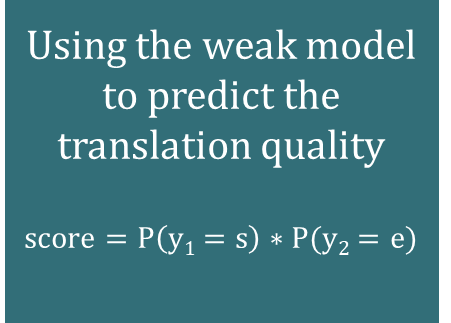 Using the weak model
to predict the
translation quality
score = P(y₁ = s) * P(y₂ = e)